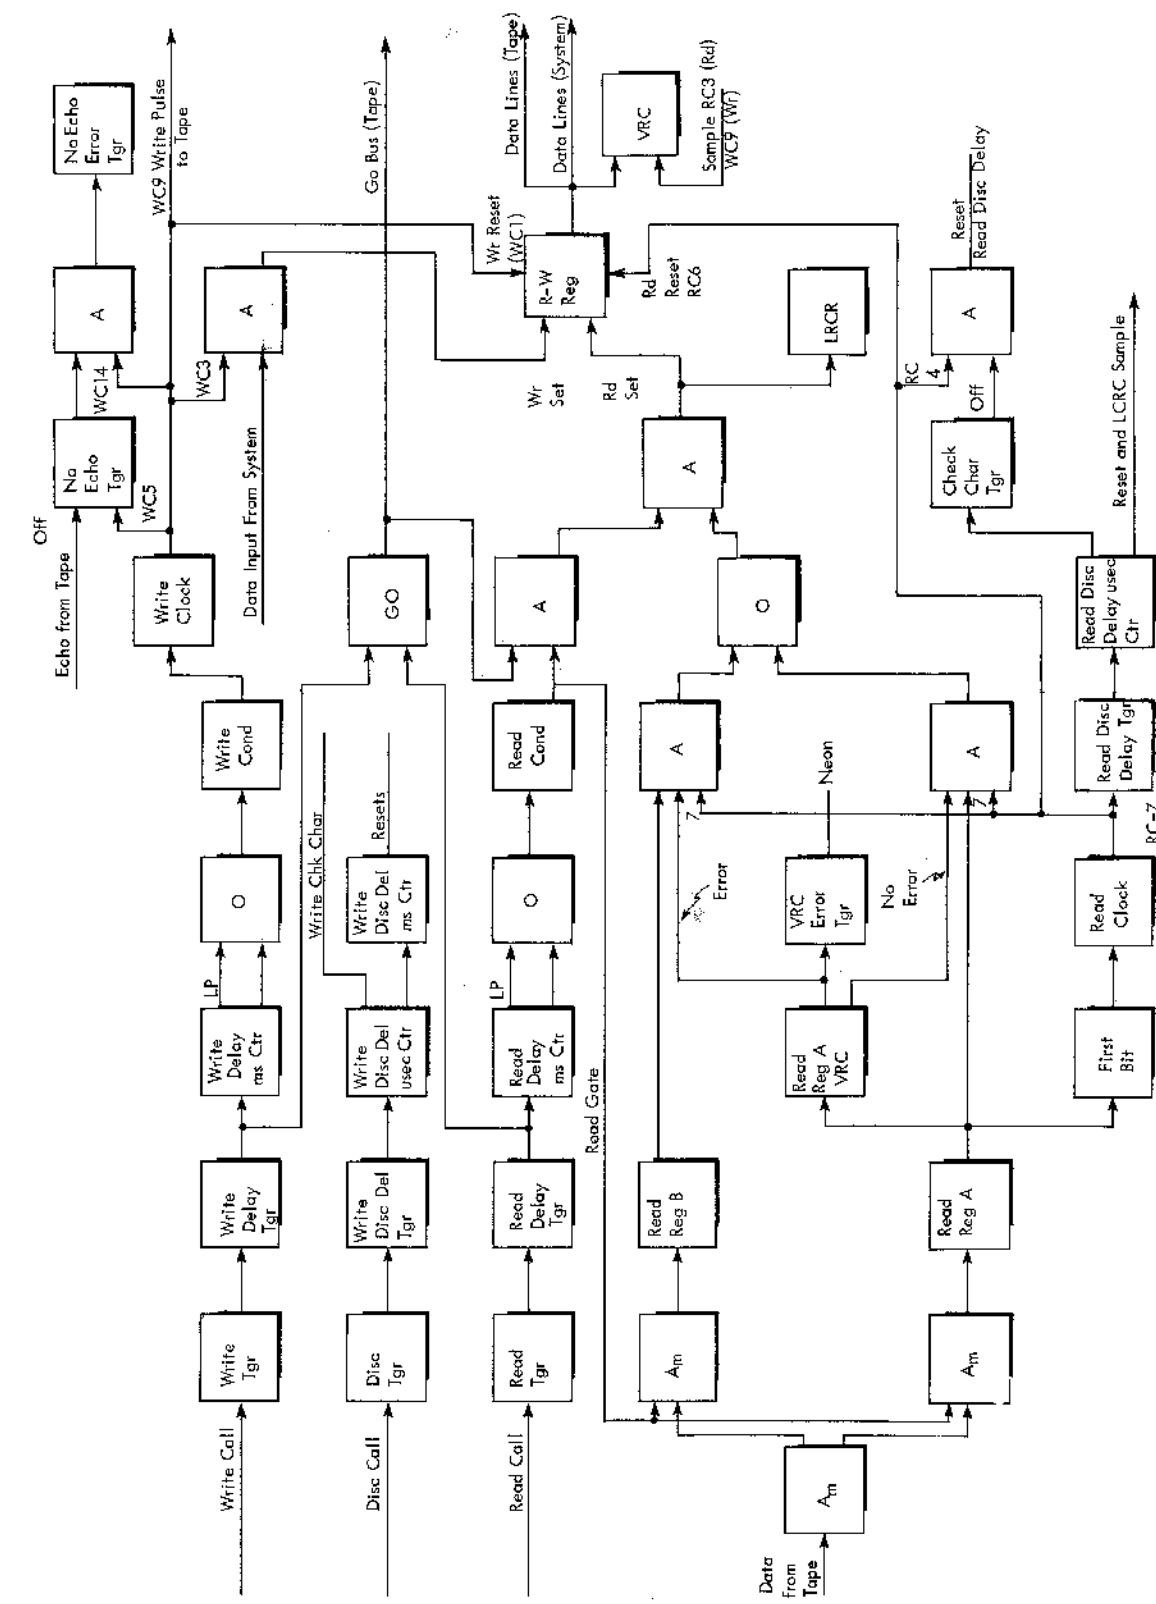 Write Call
Write
Tgr
Write
Delay
Tgr
Write
Delay
ms Ctr
LP
O
Write
Cond
Write
Clock
Echo from Tape
Off
No
Echo
Tgr
WC5
WC14
A
No Echo
Error
Tgr
WC9 Write Pulse
to Tape
WC3
A
Data Input From System
Disc Call
Disc
Tgr
Write
Disc Del
Tgr
Write
Disc Del
usec Ctr
Write Chk Char
Write
Disc Del
ms Ctr
Resets
GO
Go Bus (Tape)
Read Call
Read
Tgr
Read
Delay
Tgr
Read
Delay
ms Ctr
LP
O
Read
Cond
A
Read Gate
Wr
Set
Rd
Set
Wr Reset
(WC1)
R-W
Reg
Rd
Reset
RC6
Data Lines (Tape)
Data Lines (System)
VRC
Sample RC3 (Rd)
WC9 (Wr)
Data
from
Tape
Am
Am
Read
Reg B
A
7
Error
O
A
LRCR
Am
Read
Reg A
Read
Reg A
VRC
VRC
Error
Tgr
Neon
No
Error
A
7
First
Bit
Read
Clock
RC-7
Read Disc
Delay Tgr
Read Disc
Delay usec
Ctr
Check
Char
Tgr
Off
RC
4
A
Reset
Read Disc Delay
Reset and LCRC Sample